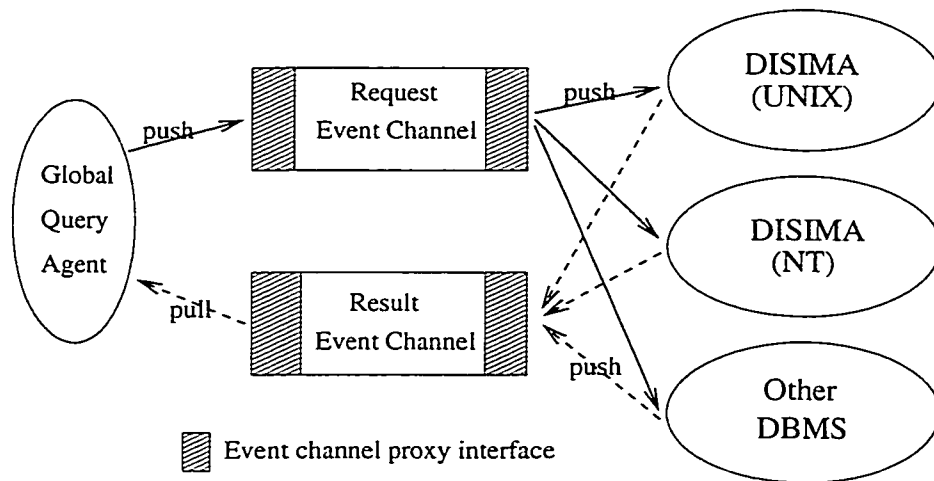 Global
Query
Agent
push
Request
Event Channel
push
DISIMA
(UNIX)
DISIMA
(NT)
pull
Result
Event Channel
push
Other
DBMS
Event channel proxy interface